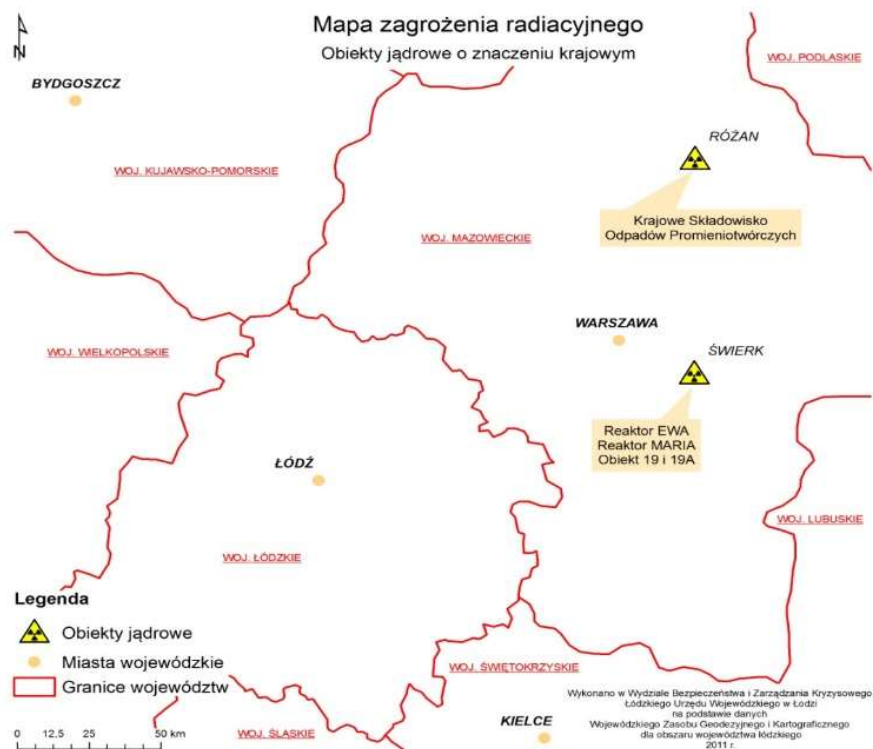 Mapa zagrożenia radiacyjnego
Obiekty jądrowe o znaczeniu krajowym
N
WOJ. PODLASKIE
BYDGOSZCZ
RÓŻAN
WOJ. KUJAWSKO-POMORSKIE
Krajowe Składowisko
Odpadów Promieniotwórczych
WOJ. MAZOWIECKIE
WARSZAWA
WOJ. WIELKOPOLSKIE
ŚWIERK
Reaktor EWA
Reaktor MARIA
Obiekt 19 i 19A
ŁÓDŹ
WOJ. LUBUSKIE
WOJ. ŁÓDZKIE
Legenda
Obiekty jądrowe
Miasta wojewódzkie
Granice województw
WOJ. ŚWIĘTOKRZYSKIE
WOJ. ŚLĄSKIE
KIELCE
0 12,5 25 50 km
Wykonano w Wydziale Bezpieczeństwa i Zarządzania Kryzysowego
Łódzkiego Urzędu Wojewódzkiego w Łodzi
na podstawie danych
Wojewódzkiego Zasobu Geodezyjnego i Kartograficznego
dla obszaru województwa łódzkiego
2011 r.